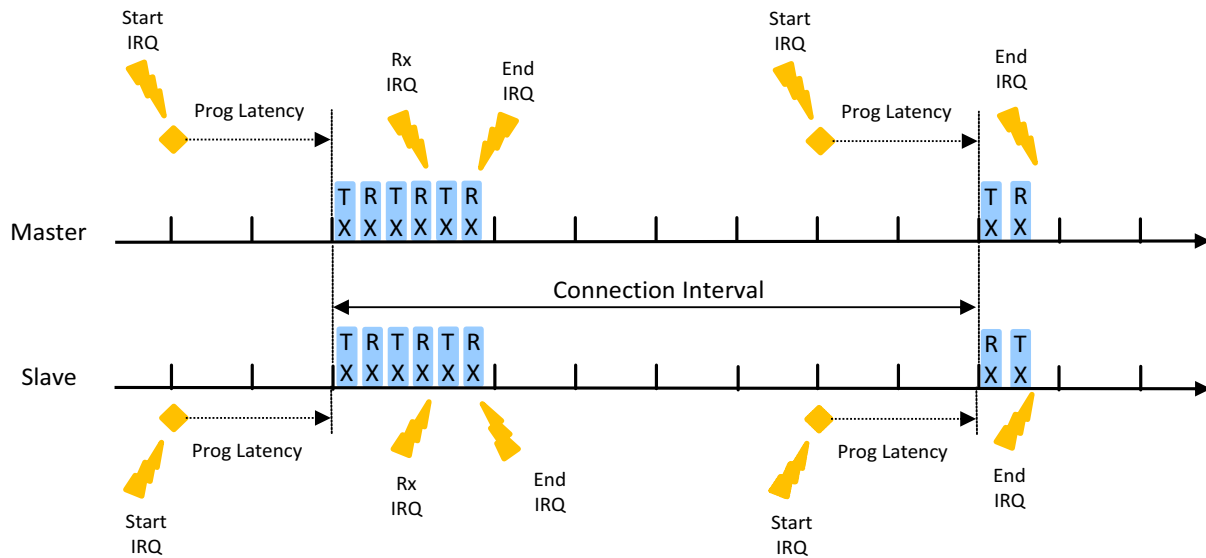 Start
IRQ
Prog Latency
Rx
IRQ
End
IRQ
Start
IRQ
Prog Latency
End
IRQ
T R T R T R
X X X X X X
T R
X X
Master
Connection Interval
T R T R T R
X X X X X X
R T
X X
Slave
Prog Latency
Start
IRQ
Rx
IRQ
End
IRQ
Prog Latency
Start
IRQ
End
IRQ